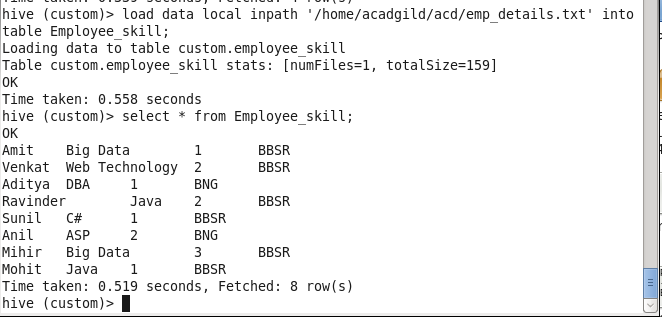 Time taken: 0.559 seconds, Fetched: 4 row(s)
hive (custom)> load data local inpath '/home/acadgild/acd/emp_details.txt' into
table Employee_skill;
Loading data to table custom.employee_skill
Table custom.employee_skill stats: [numFiles=1, totalSize=159]
OK
Time taken: 0.558 seconds
hive (custom)> select * from Employee_skill;
OK
Amit    Big Data        1       BBSR
Venkat  Web Technology  2       BBSR
Aditya  DBA     1       BNG
Ravinder        Java    2       BBSR
Sunil   C#      1       BBSR
Anil    ASP     2       BNG
Mihir   Big Data        3       BBSR
Mohit   Java    1       BBSR
Time taken: 0.519 seconds, Fetched: 8 row(s)
hive (custom)>